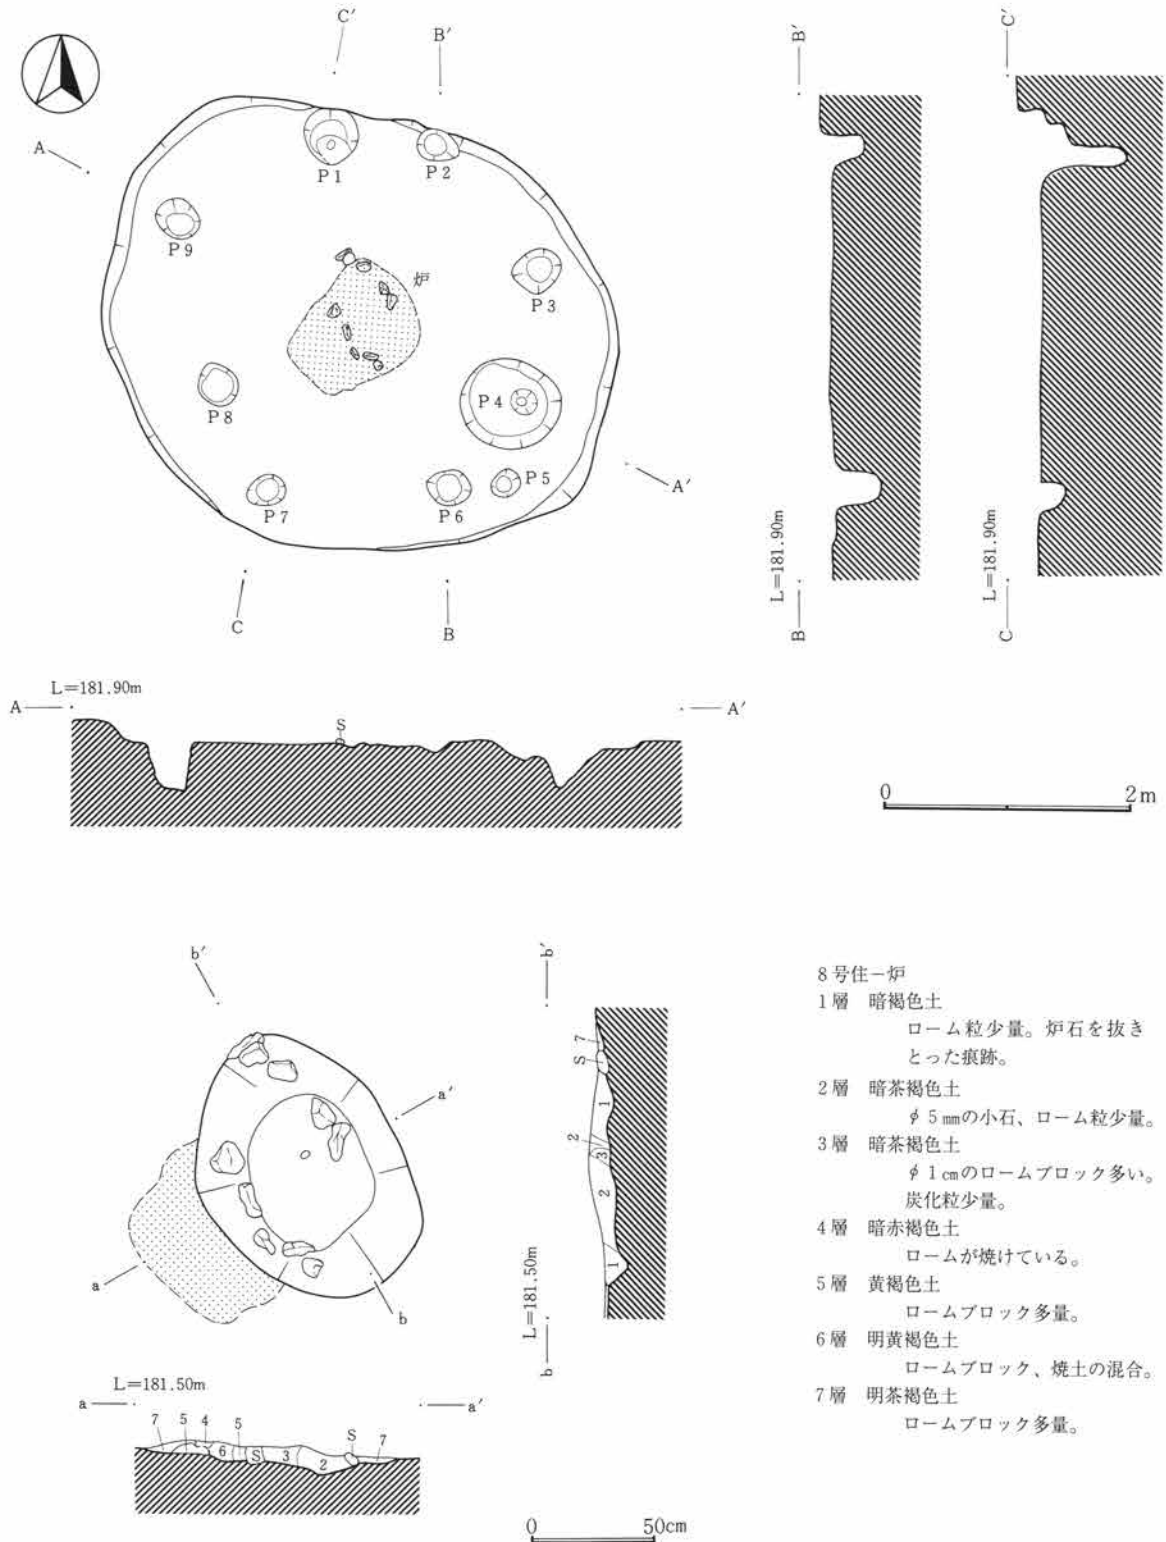 C′
B′
A
P1
P2
P9
炉
P3
P4
P8
P5
P7
P6
A′
C
B
B′
L=181.90m
B
C′
L=181.90m
C
L=181.90m
A
S
A′
0 2m
b′
a′
a
b
b′
7
S
1
2
3
2
1
L=181.50m
b
L=181.50m
a
a′
7 5 4 5 S 7
6 S 3 2
0 50cm
8号住－炉
1層 暗褐色土
ローム粒少量。炉石を抜き
とった痕跡。
2層 暗茶褐色土
φ5㎜の小石、ローム粒少量。
3層 暗茶褐色土
φ1㎝のロームブロック多い。
炭化粒少量。
4層 暗赤褐色土
ロームが焼けている。
5層 黄褐色土
ロームブロック多量。
6層 明黄褐色土
ロームブロック、焼土の混合。
7層 明茶褐色土
ロームブロック多量。